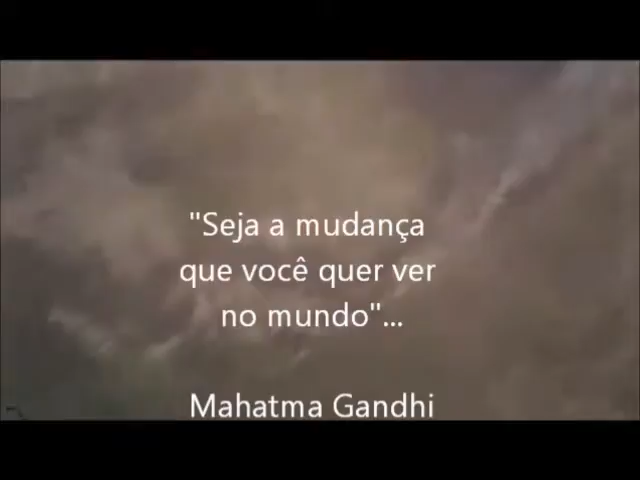 "Seja a mudança
que você quer ver
no mundo"...
Mahatma Gandhi